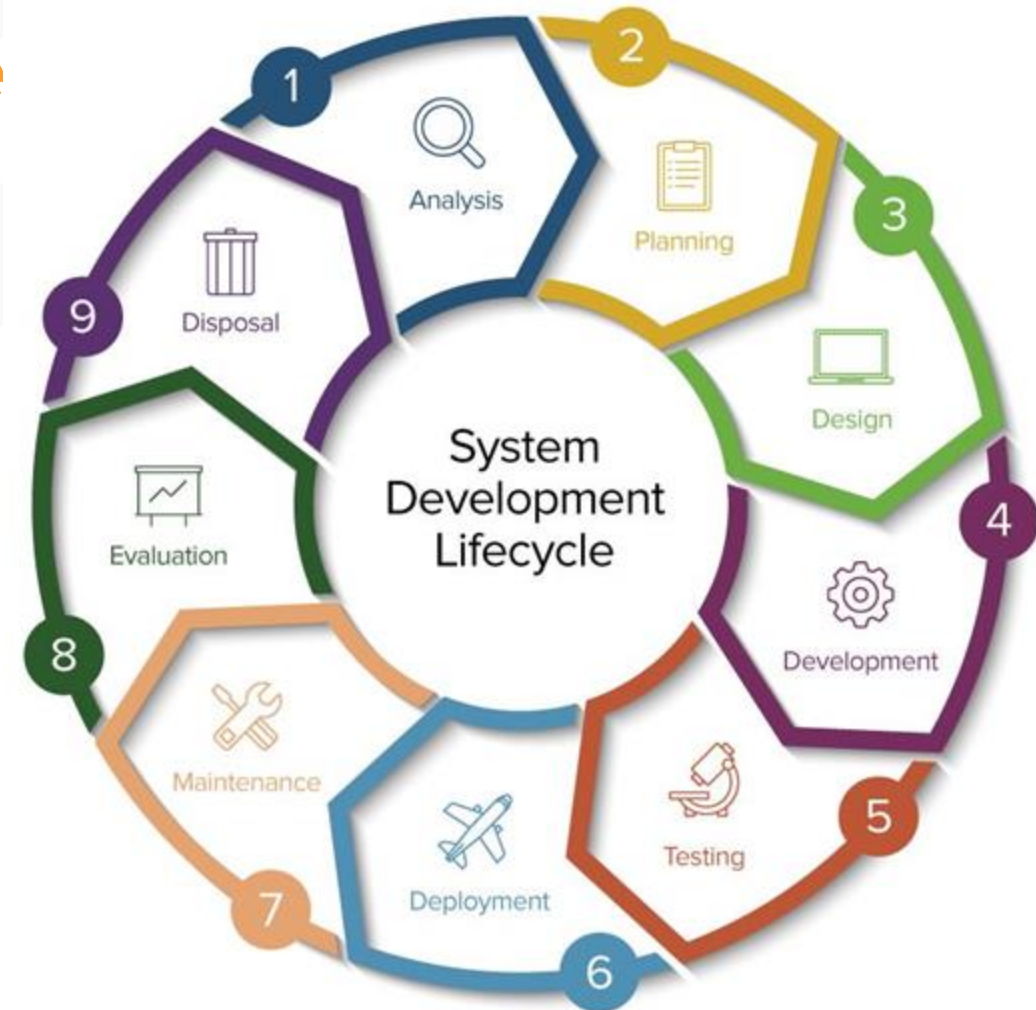 1
Analysis
2
Planning
3
Design
4
Development
5
Testing
6
Deployment
7
Maintenance
8
Evaluation
9
Disposal
System
Development
Lifecycle